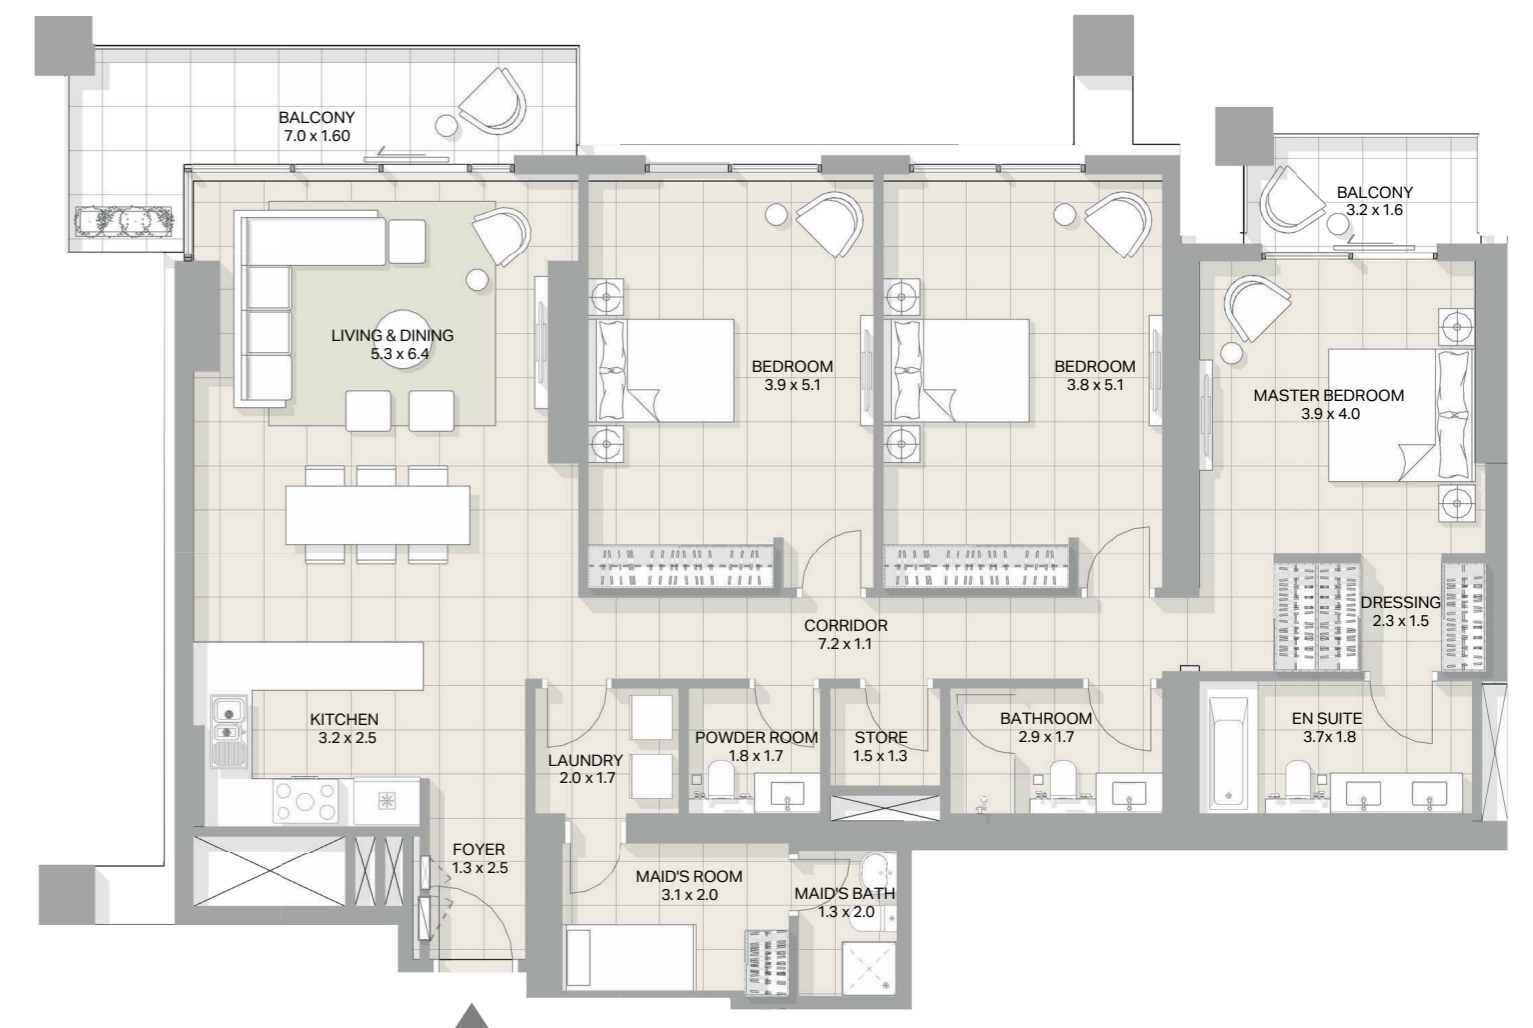 BALCONY
7.0 x 1.60
BALCONY
3.2 x 1.6
LIVING & DINING
5.3 x 6.4
BEDROOM
3.9 x 5.1
BEDROOM
3.8 x 5.1
MASTER BEDROOM
3.9 x 4.0
DRESSING
2.3 x 1.5
CORRIDOR
7.2 x 1.1
KITCHEN
3.2 x 2.5
LAUNDRY
2.0 x 1.7
POWDER ROOM
1.8 x 1.7
STORE
1.5 x 1.3
BATHROOM
2.9 x 1.7
EN SUITE
3.7x 1.8
FOYER
1.3 x 2.5
MAID'S ROOM
3.1 x 2.0
MAID'S BATH
1.3 x 2.0